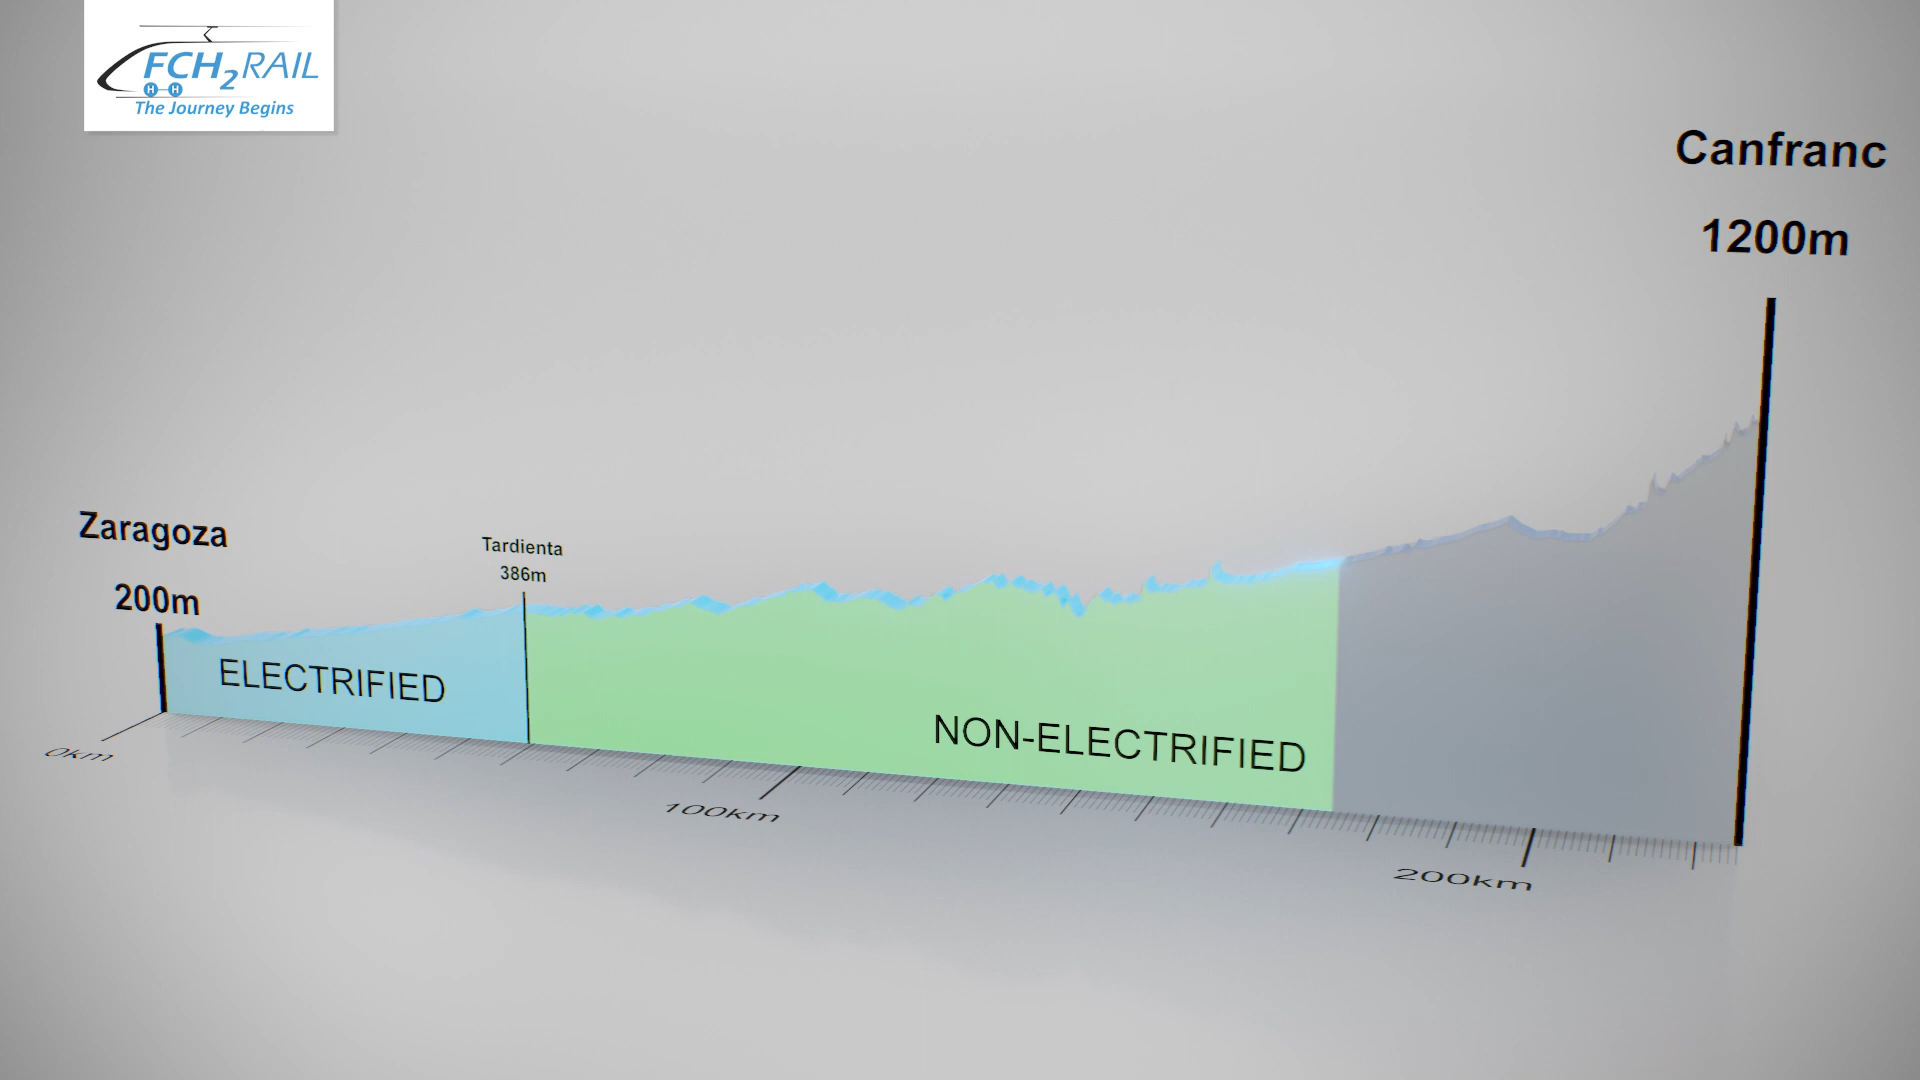 FCH2RAIL
H-H
The Journey Begins
Canfranc
1200m
Zaragoza
200m
Tardienta
386m
ELECTRIFIED
NON-ELECTRIFIED
0km
100km
200km